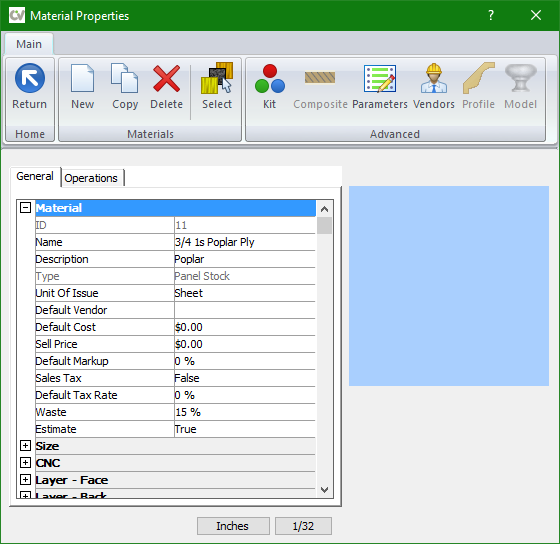 CV Material Properties ?
Main
Return New Copy Delete Select Kit Composite Parameters Vendors Profile Model
Home Materials Advanced
General Operations
Material
ID 11
Name 3/4 1s Poplar Ply
Description Poplar
Type Panel Stock
Unit Of Issue Sheet
Default Vendor
Default Cost $0.00
Sell Price $0.00
Default Markup 0 %
Sales Tax False
Default Tax Rate 0 %
Waste 15 %
Estimate True
Size
CNC
Layer - Face
Layer - Back
Inches 1/32